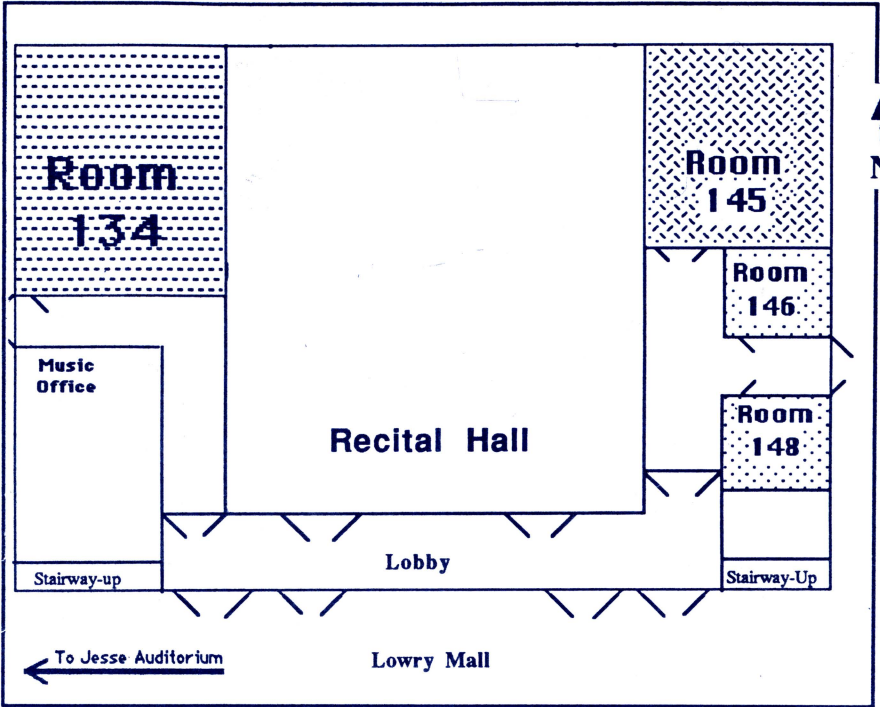 Room
134
Room
145
N
Room
146
Music
Office
Room
148
Recital Hall
Lobby
Stairway-up
Stairway-Up
To Jesse Auditorium
Lowry Mall